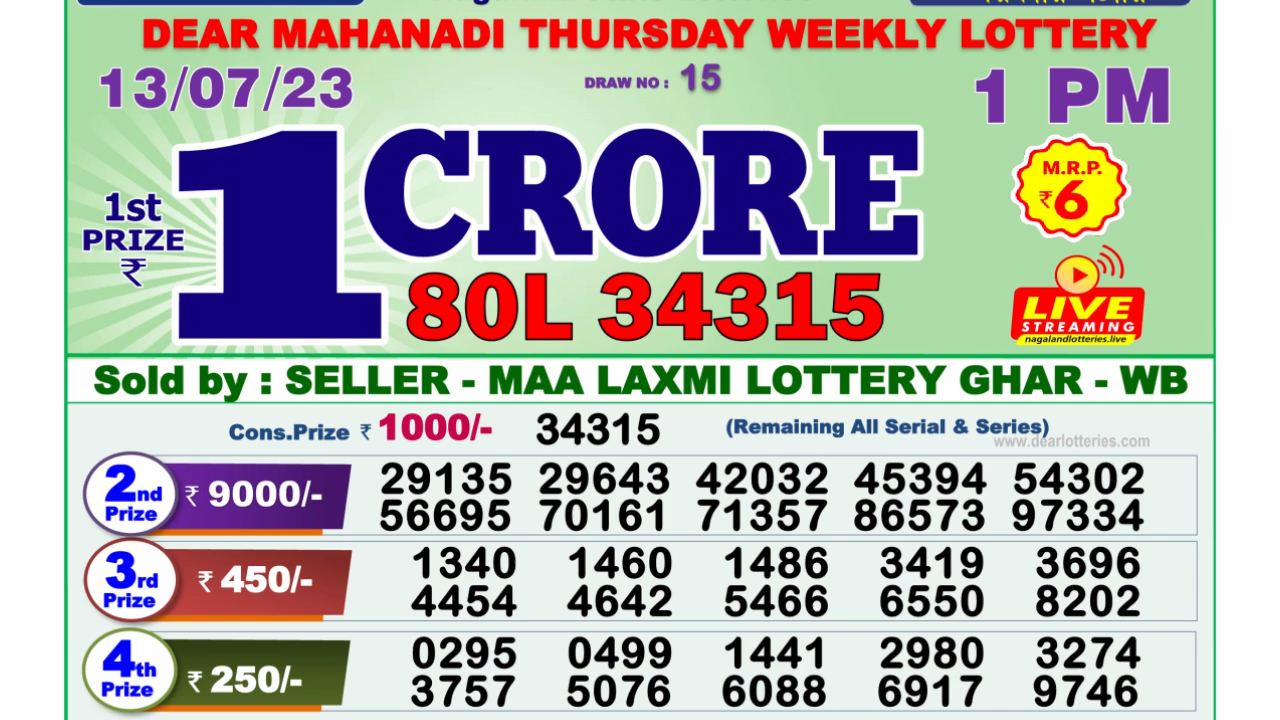 DEAR MAHANADI THURSDAY WEEKLY LOTTERY
13/07/23
DRAW NO : 15
1 PM
1st
PRIZE
₹
1 CRORE
80L 34315
M.R.P.
₹6
LIVE
STREAMING
nagalandlotteries.live
Sold by : SELLER - MAA LAXMI LOTTERY GHAR - WB
Cons.Prize ₹ 1000/- 34315 (Remaining All Serial & Series)
www.dearlotteries.com
2nd Prize ₹ 9000/-
29135 29643 42032 45394 54302
56695 70161 71357 86573 97334
3rd Prize ₹ 450/-
1340 1460 1486 3419 3696
4454 4642 5466 6550 8202
4th Prize ₹ 250/-
0295 0499 1441 2980 3274
3757 5076 6088 6917 9746